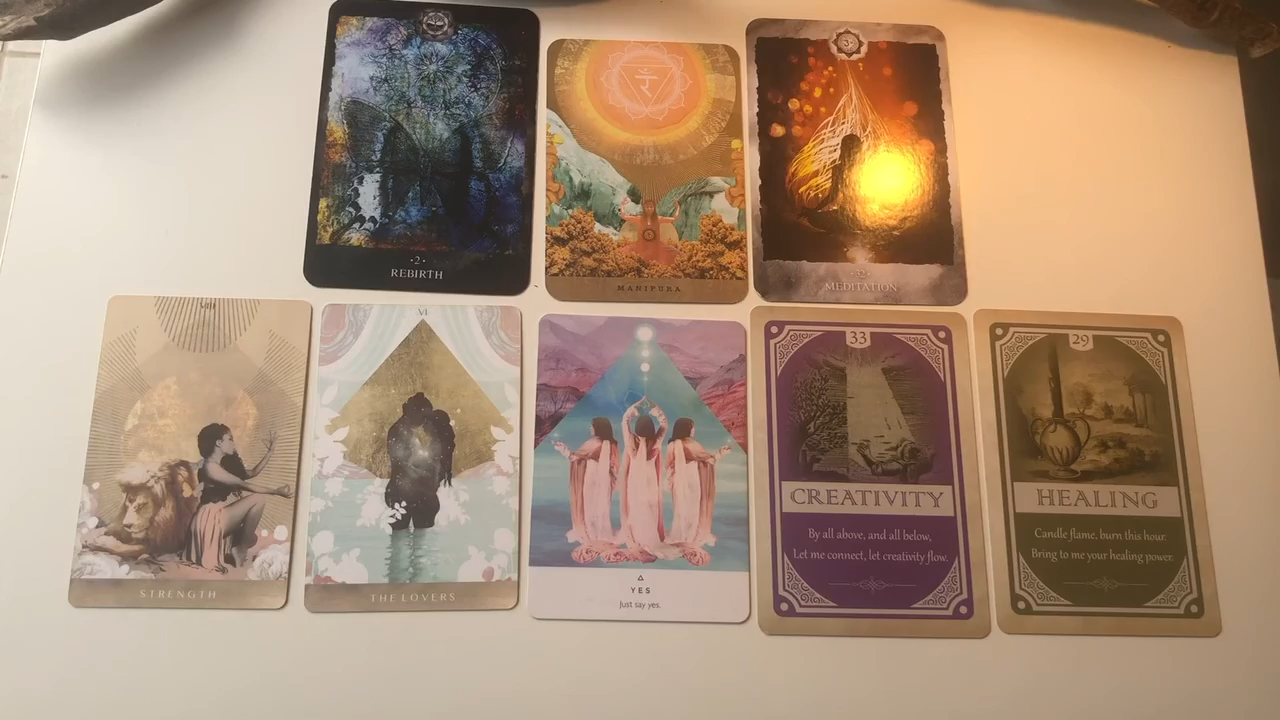 ·2·
REBIRTH
MANIPURA
·32·
MEDITATION
VIII
STRENGTH
VI
THE LOVERS
YES
Just say yes.
33
CREATIVITY
By all above, and all below,
Let me connect, let creativity flow.
29
HEALING
Candle flame, burn this hour.
Bring to me your healing power.